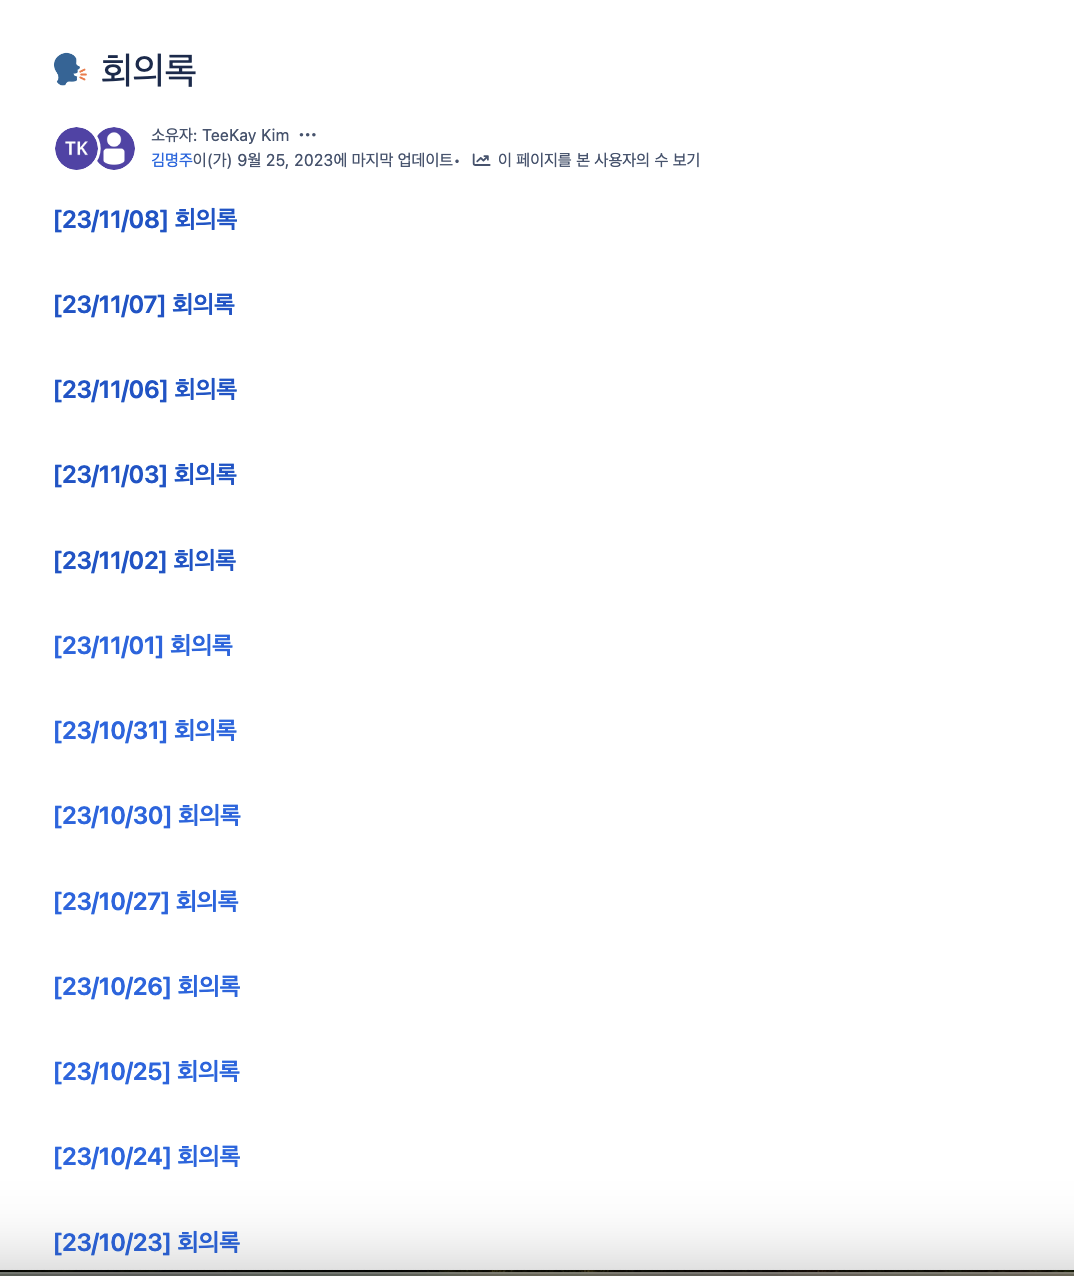 회의록
TK
소유자: TeeKay Kim •••
김명주이(가) 9월 25, 2023에 마지막 업데이트• 이 페이지를 본 사용자의 수 보기
[23/11/08] 회의록
[23/11/07] 회의록
[23/11/06] 회의록
[23/11/03] 회의록
[23/11/02] 회의록
[23/11/01] 회의록
[23/10/31] 회의록
[23/10/30] 회의록
[23/10/27] 회의록
[23/10/26] 회의록
[23/10/25] 회의록
[23/10/24] 회의록
[23/10/23] 회의록